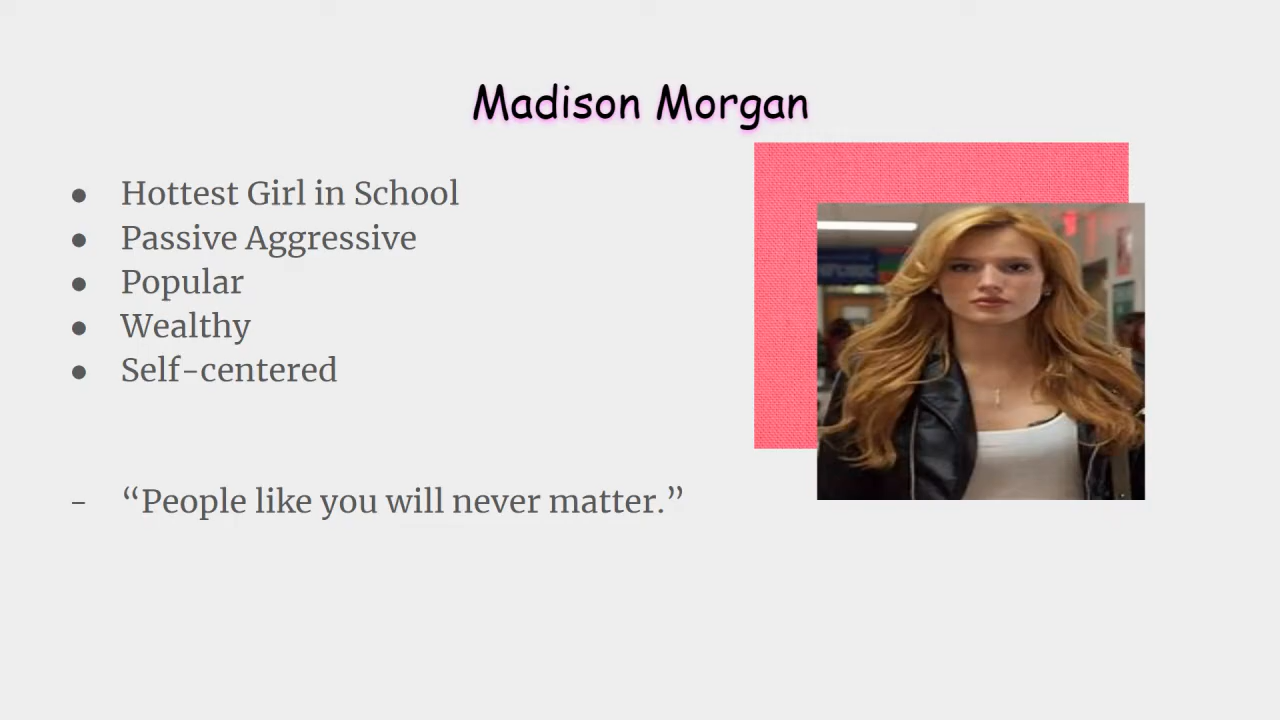 Madison Morgan
● Hottest Girl in School
● Passive Aggressive
● Popular
● Wealthy
● Self-centered
- “People like you will never matter.”